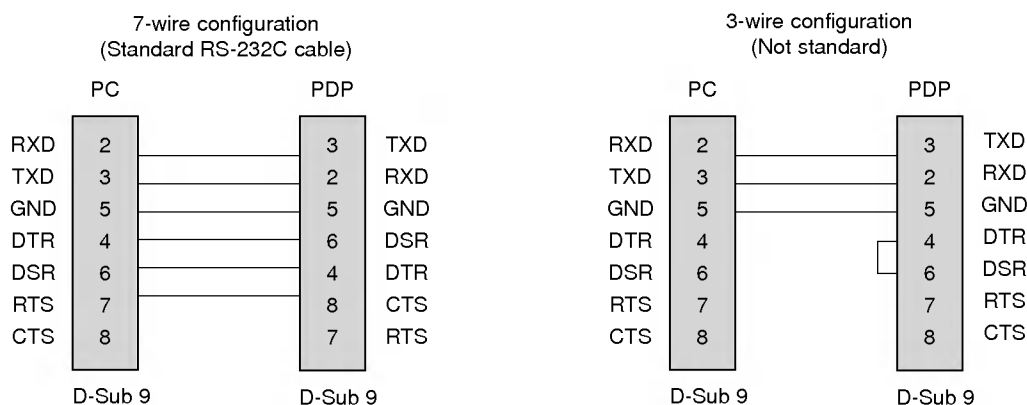 7-wire configuration
(Standard RS-232C cable)
PC PDP
RXD 2 3 TXD
TXD 3 2 RXD
GND 5 5 GND
DTR 4 6 DSR
DSR 6 4 DTR
RTS 7 8 CTS
CTS 8 7 RTS
D-Sub 9 D-Sub 9
3-wire configuration
(Not standard)
PC PDP
RXD 2 3 TXD
TXD 3 2 RXD
GND 5 5 GND
DTR 4 4 DTR
DSR 6 6 DSR
RTS 7 7 RTS
CTS 8 8 CTS
D-Sub 9 D-Sub 9